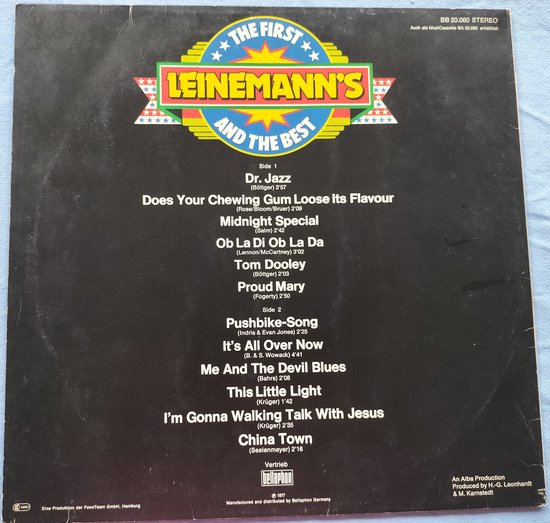 BB 20.060 STEREO
Auch als MusiCassette BA 20.060 erhältlich
THE FIRST
LEINEMANN'S
AND THE BEST
Side 1
Dr. Jazz
(Böttger) 3'57
Does Your Chewing Gum Loose Its Flavour
(Rose/Bloom/Bruer) 2'09
Midnight Special
(Salm) 2'42
Ob La Di Ob La Da
(Lennon/McCartney) 3'02
Tom Dooley
(Böttger) 2'03
Proud Mary
(Fogerty) 2'50
Side 2
Pushbike-Song
(Indris & Evan Jones) 2'25
It's All Over Now
(B. & S. Wowack) 4'41
Me And The Devil Blues
(Bahrs) 2'08
This Little Light
(Krüger) 1'42
I'm Gonna Walking Talk With Jesus
(Krüger) 2'35
China Town
(Seelenmeyer) 2'16
Vertrieb
bellaphon
℗ 1977
Manufactured and distributed by Bellaphon Germany
Eine Produktion der FonoTeam GmbH, Hamburg
An Alba Production
Produced by H.-G. Leonhardt
& M. Karnstedt